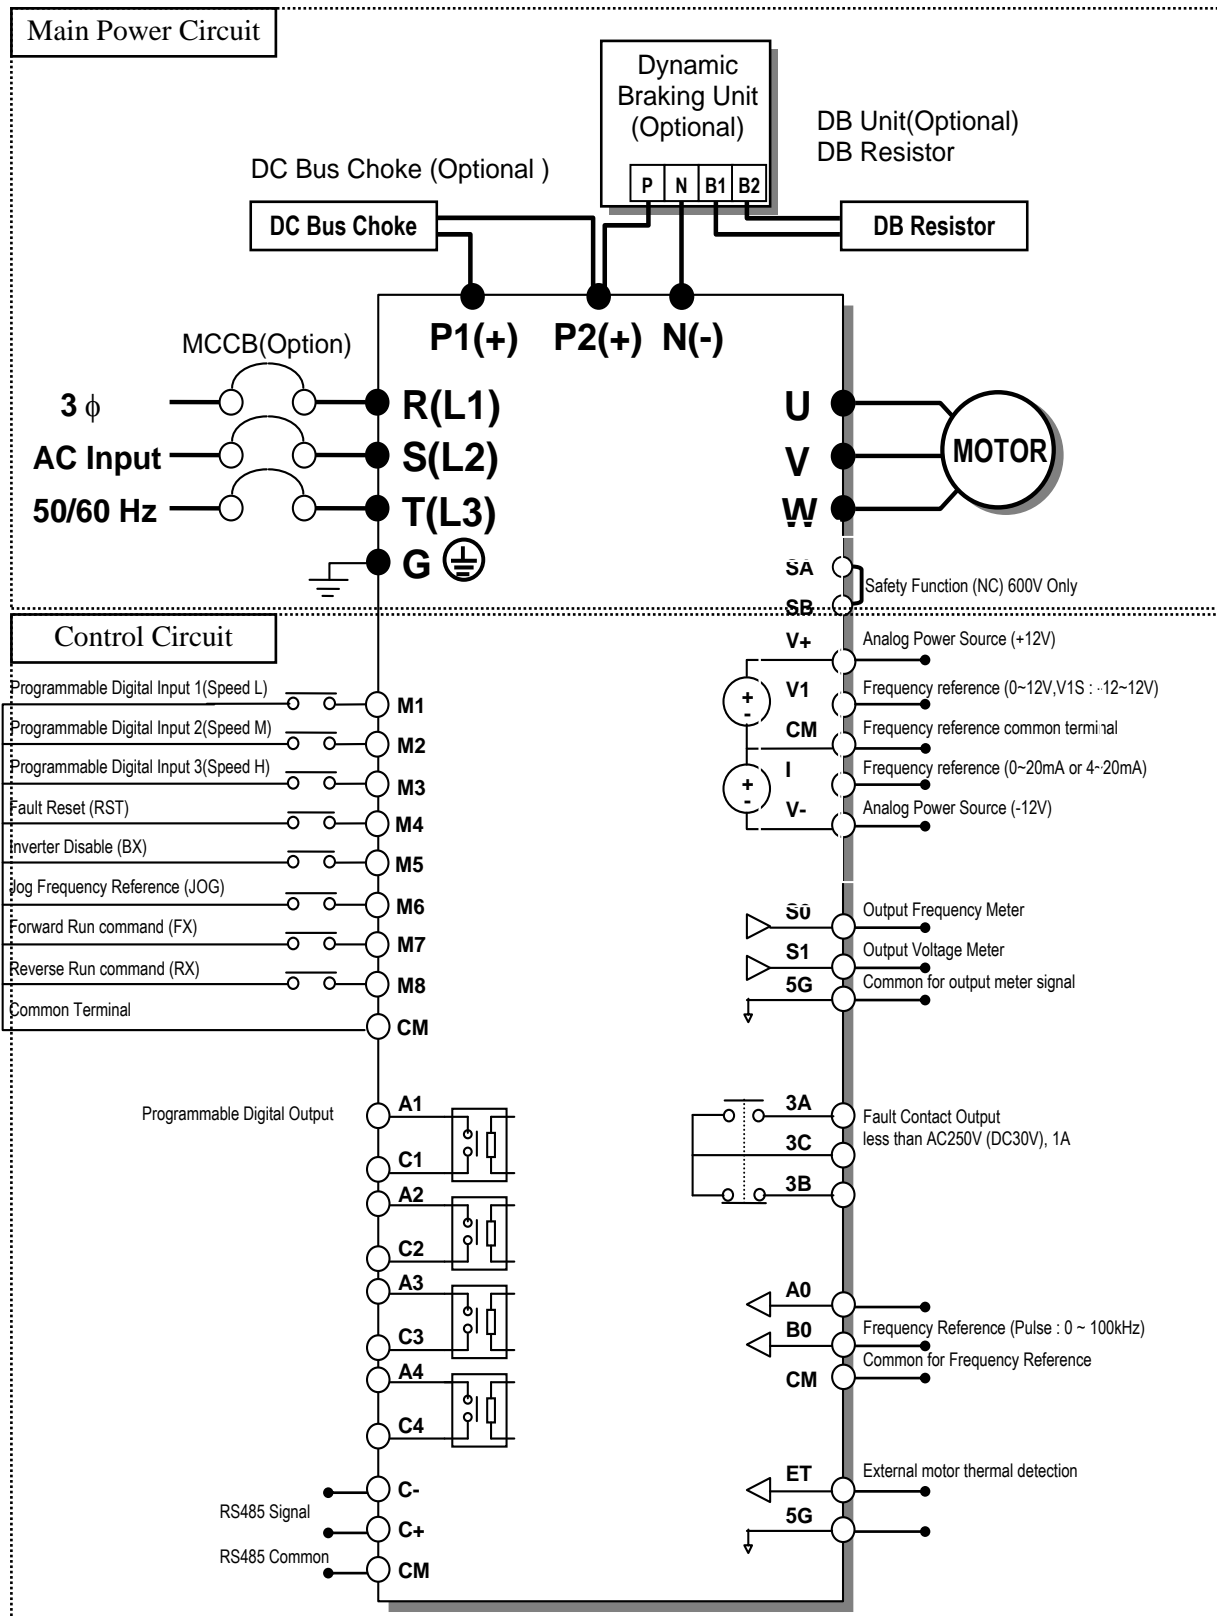 Main Power Circuit
Dynamic
Braking Unit
(Optional)
P N B1 B2
DB Unit(Optional)
DB Resistor
DC Bus Choke (Optional )
DC Bus Choke
DB Resistor
P1(+) P2(+) N(-)
MCCB(Option)
3 ϕ
AC Input
50/60 Hz
R(L1)
S(L2)
T(L3)
G
U
V
W
MOTOR
SA
SB
Safety Function (NC) 600V Only
Control Circuit
Programmable Digital Input 1(Speed L)
M1
Programmable Digital Input 2(Speed M)
M2
Programmable Digital Input 3(Speed H)
M3
Fault Reset (RST)
M4
Inverter Disable (BX)
M5
Jog Frequency Reference (JOG)
M6
Forward Run command (FX)
M7
Reverse Run command (RX)
M8
Common Terminal
CM
V+
Analog Power Source (+12V)
+
-
V1
Frequency reference (0~12V,V1S : -12~12V)
CM
Frequency reference common terminal
+
-
I
Frequency reference (0~20mA or 4~20mA)
V-
Analog Power Source (-12V)
S0
Output Frequency Meter
S1
Output Voltage Meter
5G
Common for output meter signal
Programmable Digital Output
A1
C1
A2
C2
A3
C3
A4
C4
3A
3C
3B
Fault Contact Output
less than AC250V (DC30V), 1A
A0
B0
Frequency Reference (Pulse : 0 ~ 100kHz)
CM
Common for Frequency Reference
C-
RS485 Signal
C+
RS485 Common
CM
ET
External motor thermal detection
5G